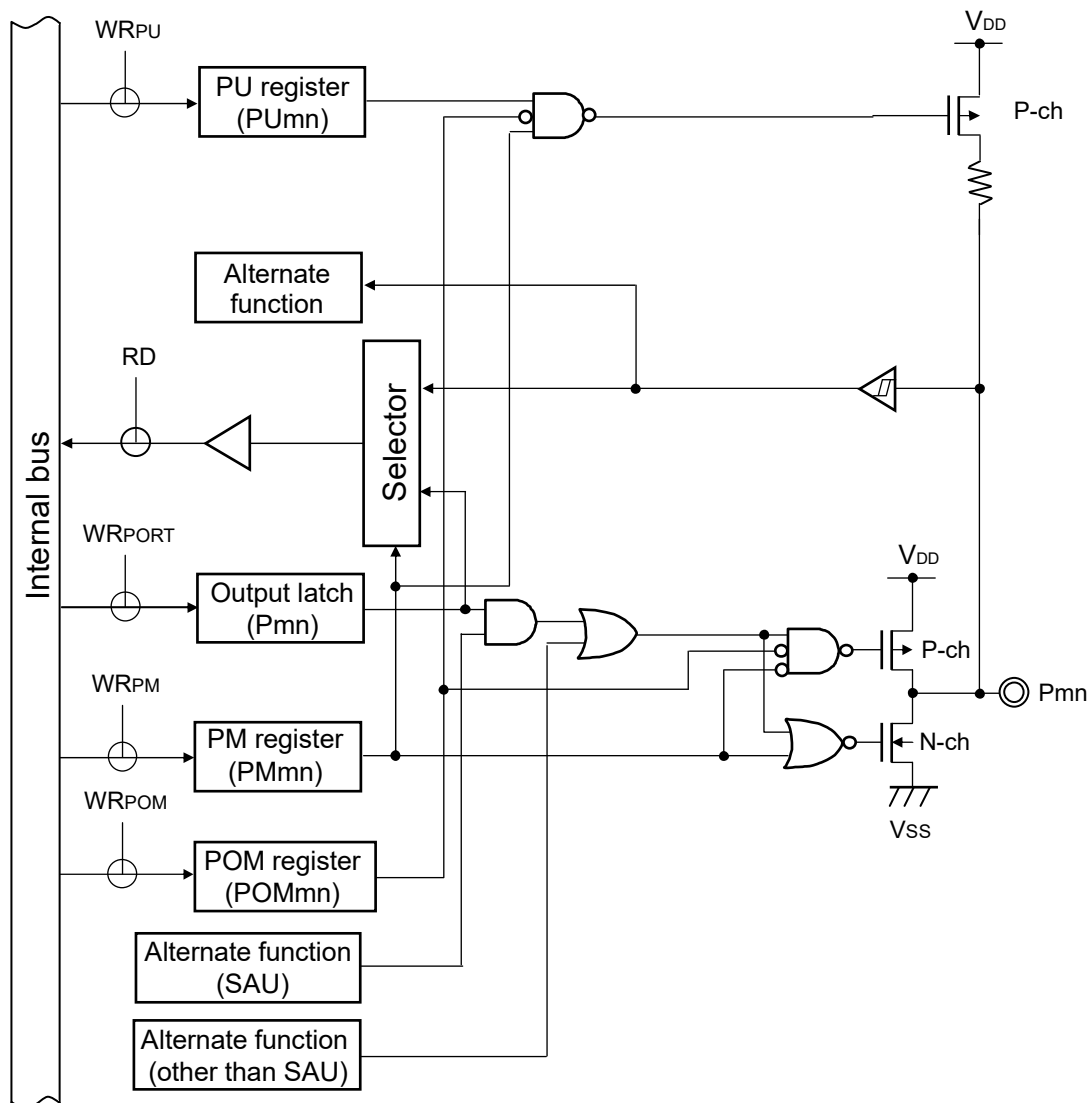 WRPU
PU register
(PUmn)
VDD
P-ch
Alternate
function
RD
Selector
Internal bus
WRPORT
Output latch
(Pmn)
VDD
P-ch
Pmn
WRPM
PM register
(PMmn)
N-ch
VSS
WRPOM
POM register
(POMmn)
Alternate function
(SAU)
Alternate function
(other than SAU)